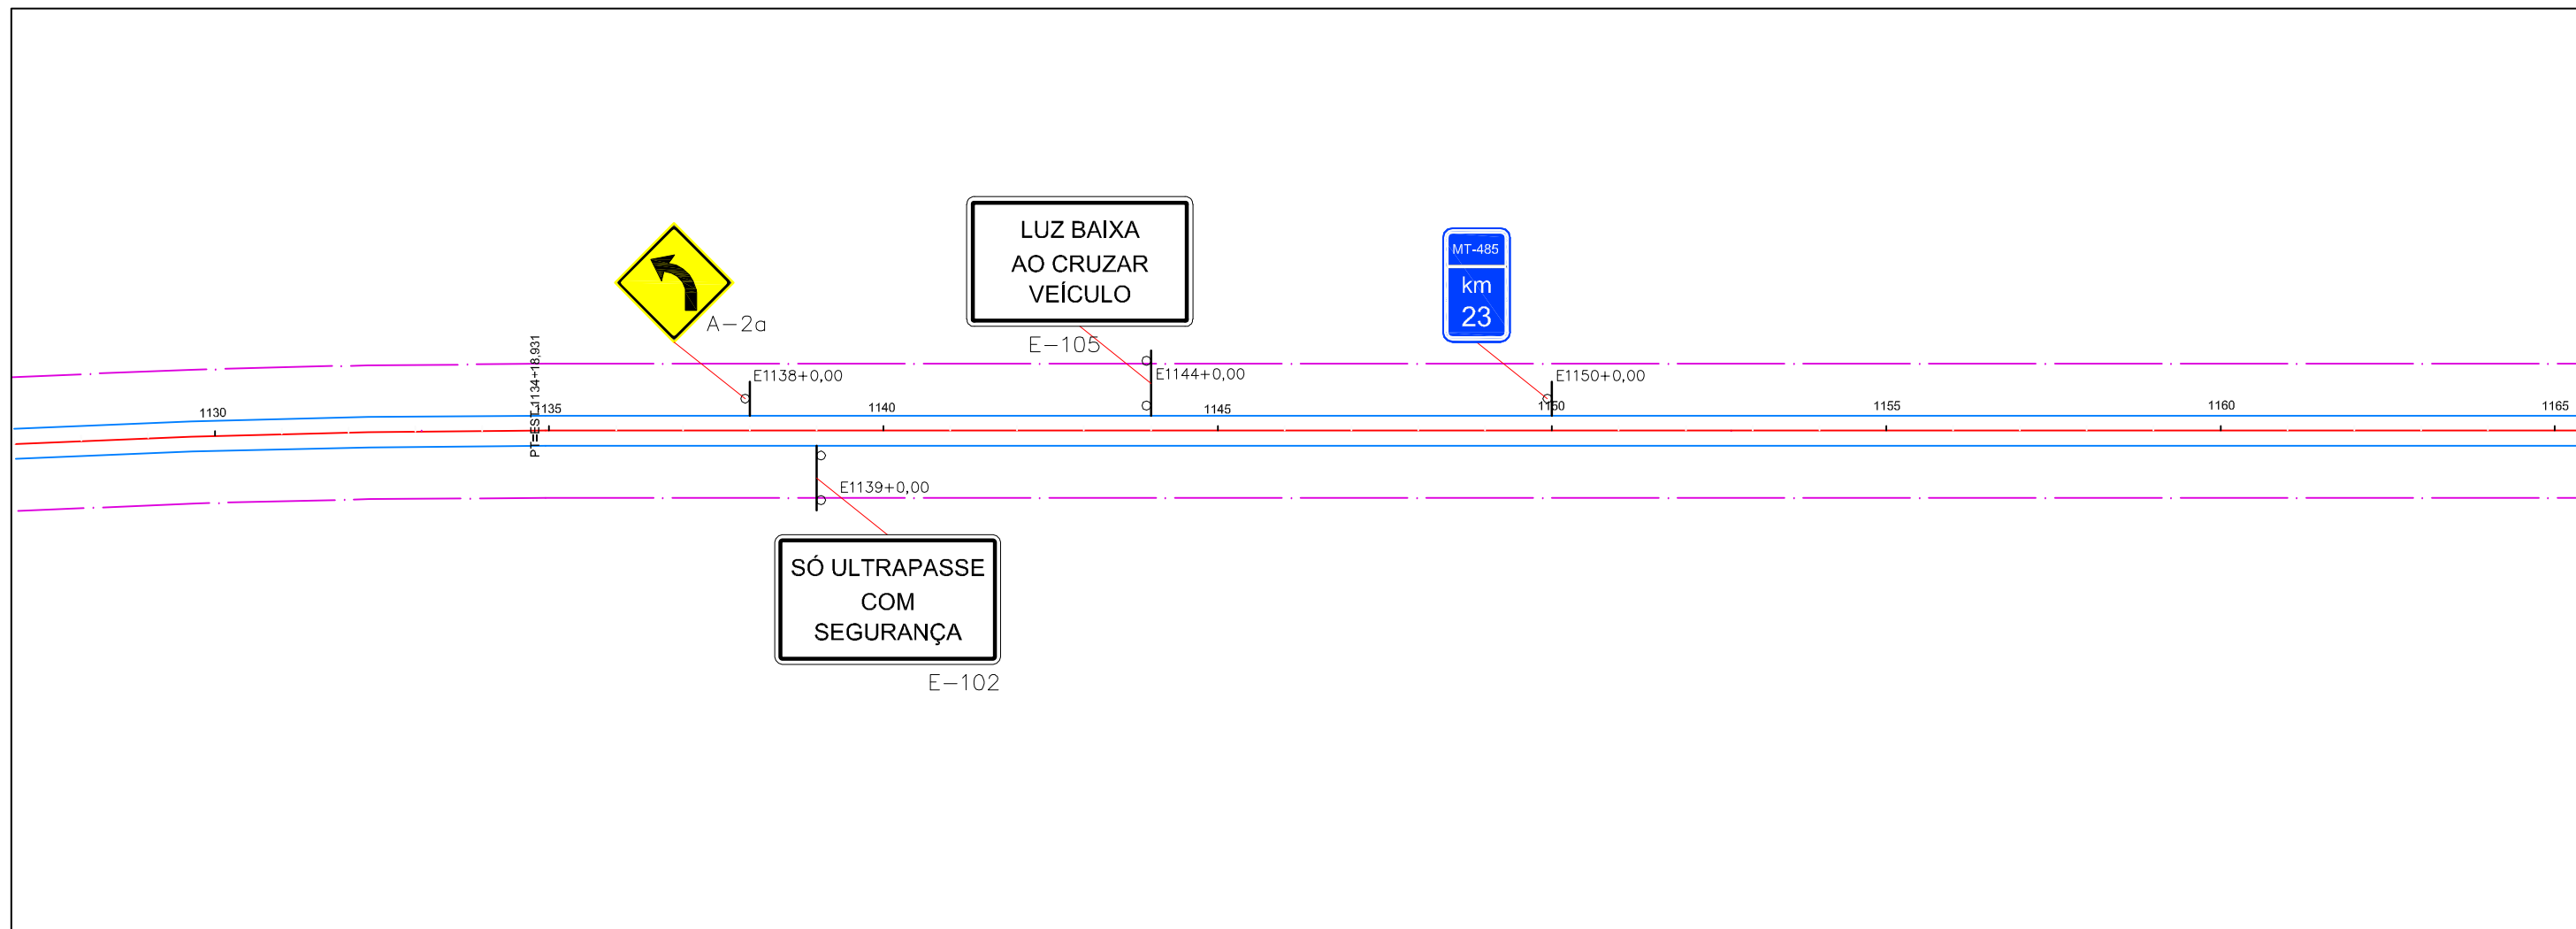 LUZ BAIXA
AO CRUZAR
VEÍCULO
E-105
MT-485
km
23
A-2a
PT=EST.1134+18,931
E1138+0,00
E1144+0,00
E1150+0,00
1130
1135
1140
1145
1150
1155
1160
1165
E1139+0,00
SÓ ULTRAPASSE
COM
SEGURANÇA
E-102